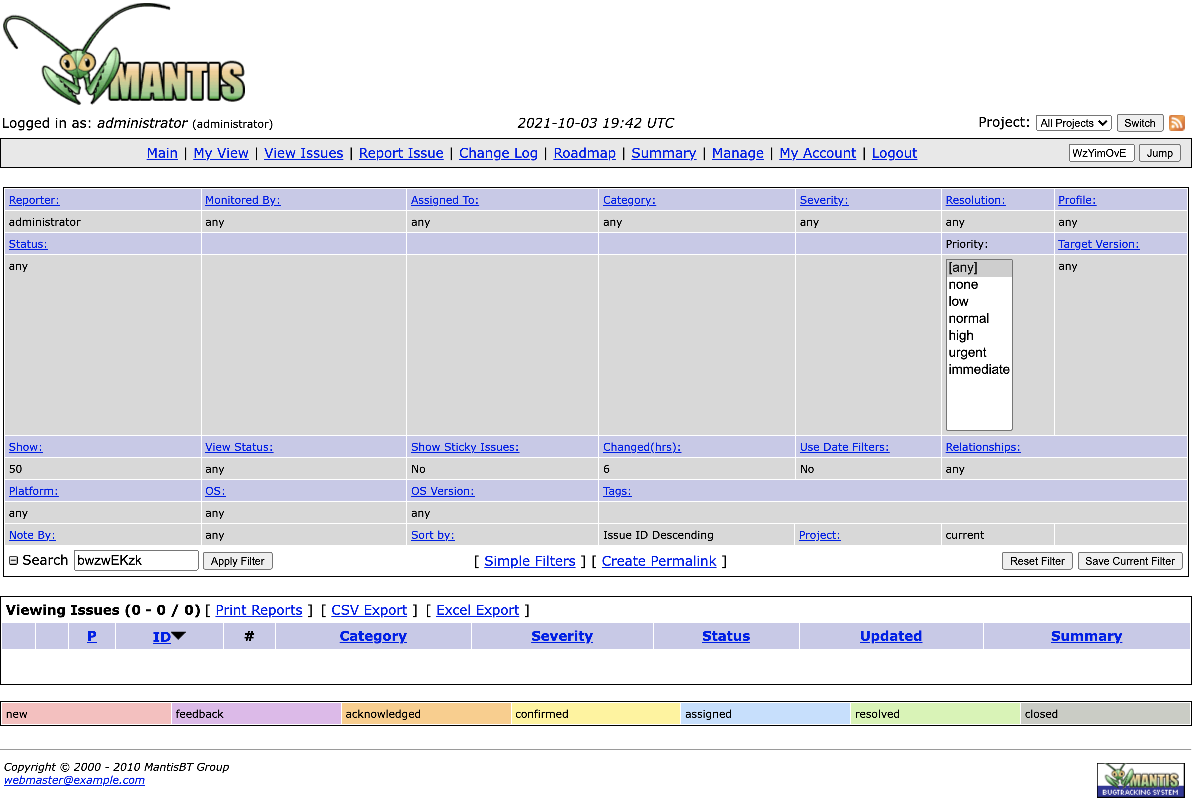 MANTIS
Logged in as: administrator (administrator)
2021-10-03 19:42 UTC
Project: All Projects Switch
Main | My View | View Issues | Report Issue | Change Log | Roadmap | Summary | Manage | My Account | Logout
WzYimOvE Jump
Reporter: Monitored By: Assigned To: Category: Severity: Resolution: Profile:
administrator any any any any any any
Status: Priority: Target Version:
any [any] any
none
low
normal
high
urgent
immediate
Show: View Status: Show Sticky Issues: Changed(hrs): Use Date Filters: Relationships:
50 any No 6 No any
Platform: OS: OS Version: Tags:
any any any
Note By: any Sort by: Issue ID Descending Project: current
Search bwzwEKzk Apply Filter [ Simple Filters ] [ Create Permalink ] Reset Filter Save Current Filter
Viewing Issues (0 - 0 / 0) [ Print Reports ] [ CSV Export ] [ Excel Export ]
P ID # Category Severity Status Updated Summary
new feedback acknowledged confirmed assigned resolved closed
Copyright © 2000 - 2010 MantisBT Group
webmaster@example.com
MANTIS
BUGTRACKING SYSTEM